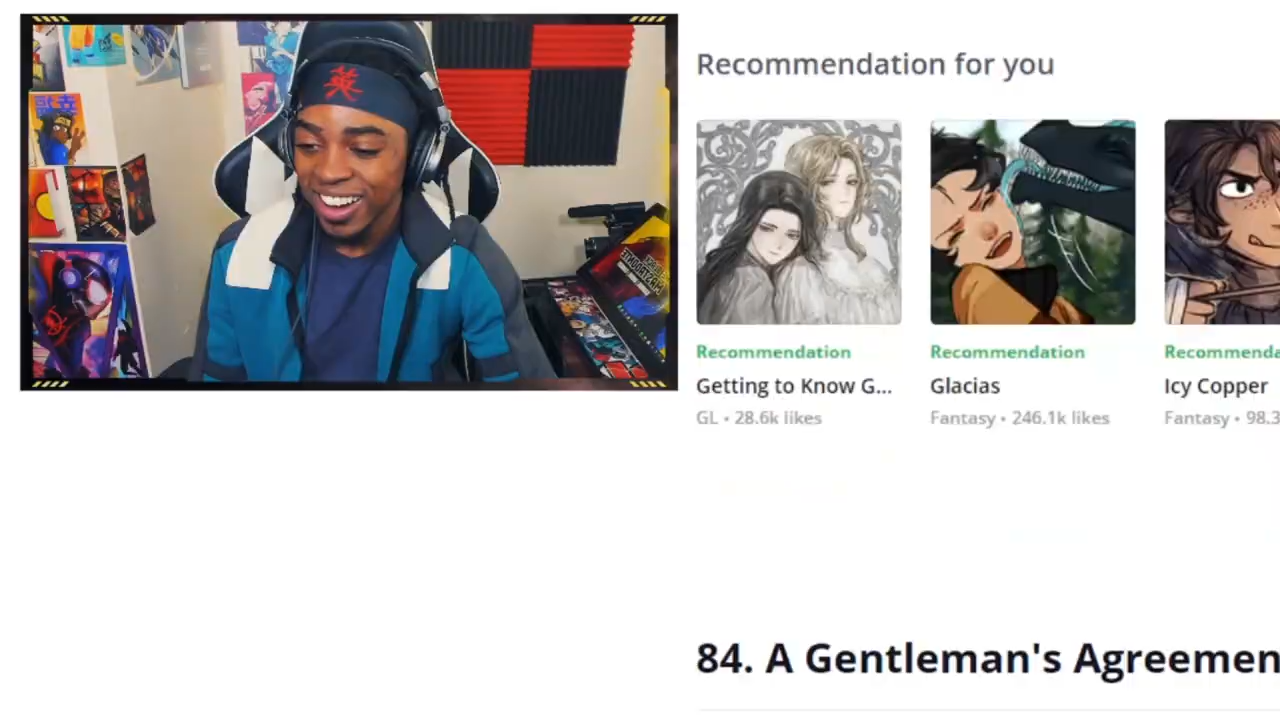 英
Recommendation for you
Recommendation
Getting to Know G...
GL • 28.6k likes
Recommendation
Glacias
Fantasy • 246.1k likes
Recommenda
Icy Copper
Fantasy • 98.3
84. A Gentleman's Agreemen